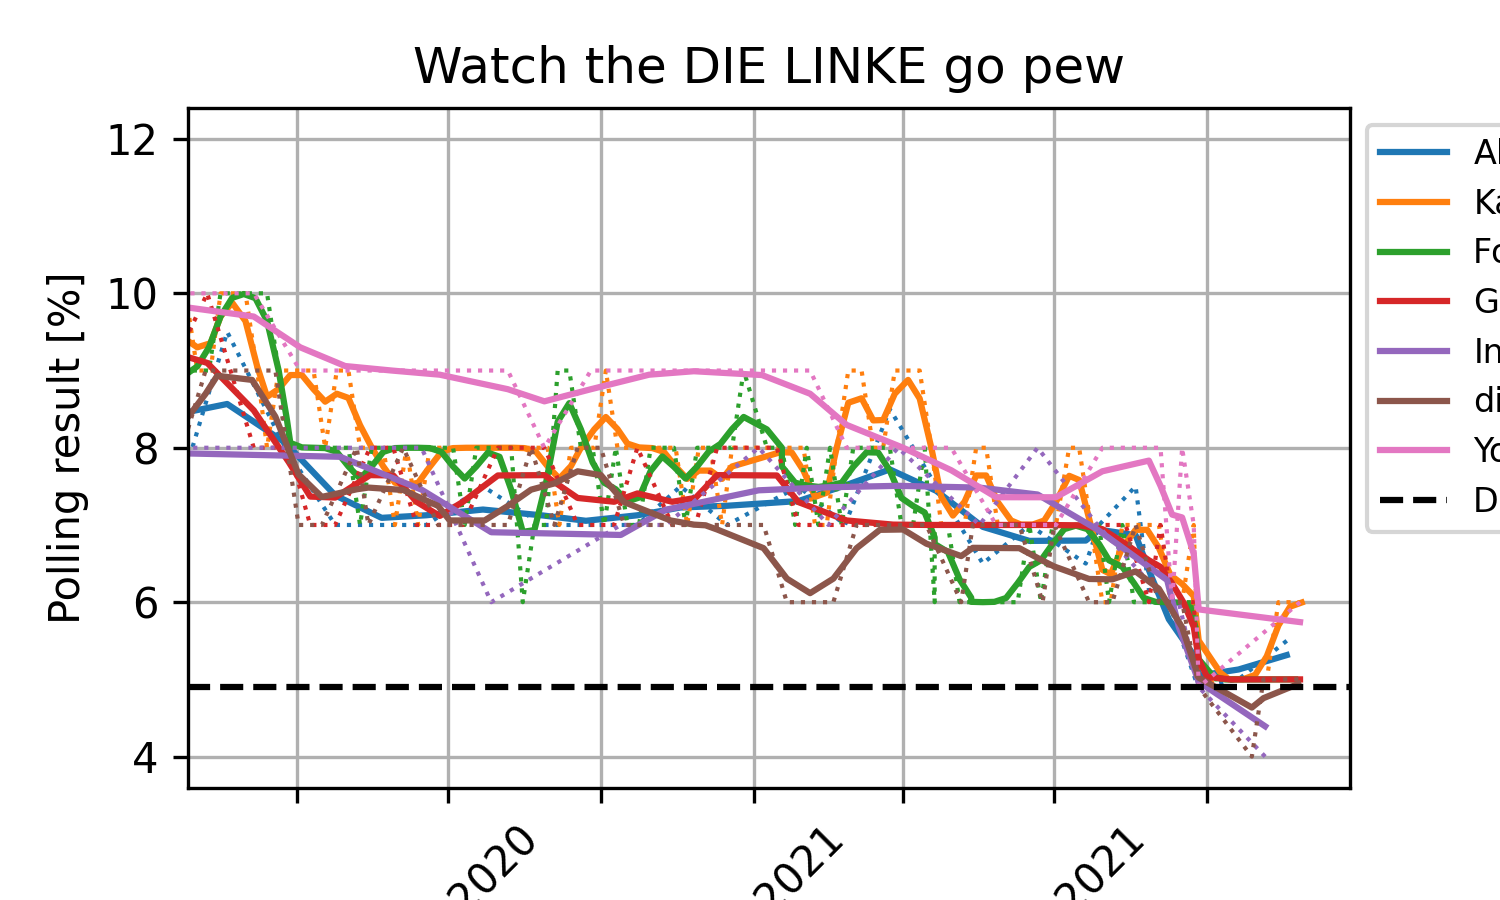 Watch the DIE LINKE go pew
Polling result [%]
12
10
8
6
4
2020
2021
2021
Al
Ka
Fo
G
In
di
Yo
D